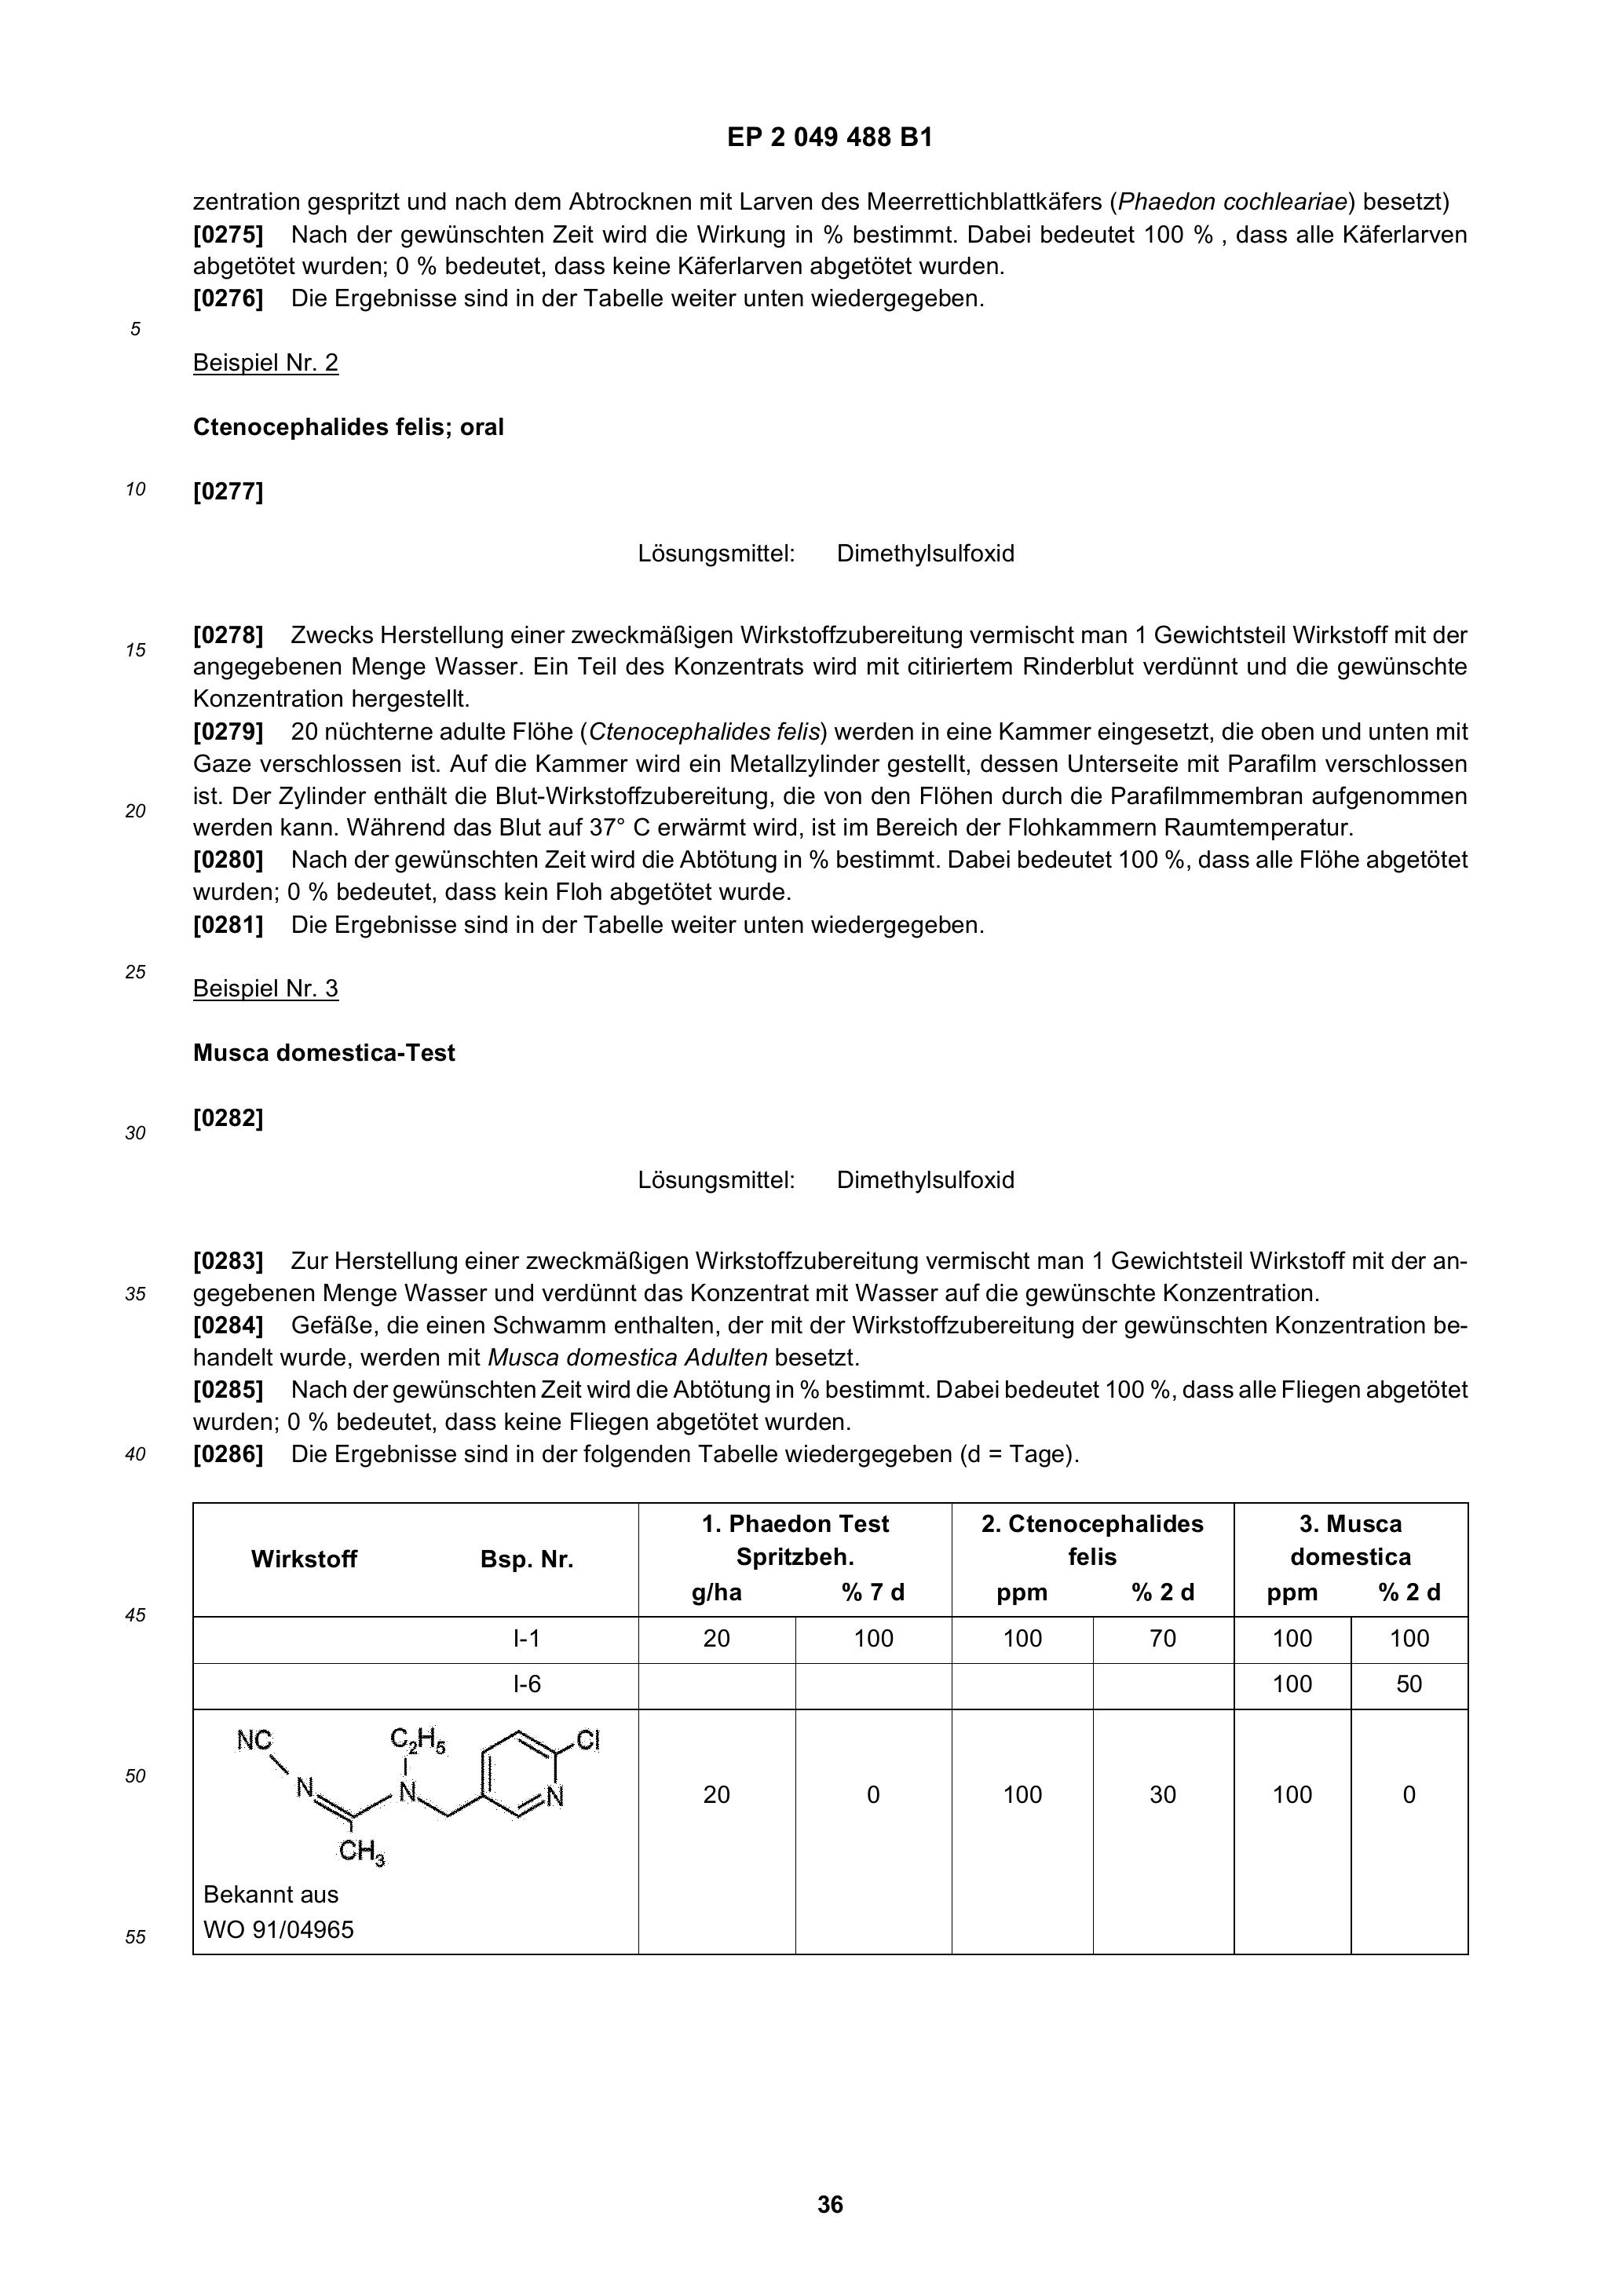 EP 2 049 488 B1
zentration gespritzt und nach dem Abtrocknen mit Larven des Meerrettichblattkäfers (Phaedon cochleariae) besetzt)
[0275] Nach der gewünschten Zeit wird die Wirkung in % bestimmt. Dabei bedeutet 100 % , dass alle Käferlarven
abgetötet wurden; 0 % bedeutet, dass keine Käferlarven abgetötet wurden.
[0276] Die Ergebnisse sind in der Tabelle weiter unten wiedergegeben.
5
Beispiel Nr. 2
Ctenocephalides felis; oral
10 [0277]
Lösungsmittel: Dimethylsulfoxid
[0278] Zwecks Herstellung einer zweckmäßigen Wirkstoffzubereitung vermischt man 1 Gewichtsteil Wirkstoff mit der
15
angegebenen Menge Wasser. Ein Teil des Konzentrats wird mit citiriertem Rinderblut verdünnt und die gewünschte
Konzentration hergestellt.
[0279] 20 nüchterne adulte Flöhe (Ctenocephalides felis) werden in eine Kammer eingesetzt, die oben und unten mit
Gaze verschlossen ist. Auf die Kammer wird ein Metallzylinder gestellt, dessen Unterseite mit Parafilm verschlossen
ist. Der Zylinder enthält die Blut-Wirkstoffzubereitung, die von den Flöhen durch die Parafilmmembran aufgenommen
20
werden kann. Während das Blut auf 37° C erwärmt wird, ist im Bereich der Flohkammern Raumtemperatur.
[0280] Nach der gewünschten Zeit wird die Abtötung in % bestimmt. Dabei bedeutet 100 %, dass alle Flöhe abgetötet
wurden; 0 % bedeutet, dass kein Floh abgetötet wurde.
[0281] Die Ergebnisse sind in der Tabelle weiter unten wiedergegeben.
25
Beispiel Nr. 3
Musca domestica-Test
[0282]
30
Lösungsmittel: Dimethylsulfoxid
[0283] Zur Herstellung einer zweckmäßigen Wirkstoffzubereitung vermischt man 1 Gewichtsteil Wirkstoff mit der an-
35 gegebenen Menge Wasser und verdünnt das Konzentrat mit Wasser auf die gewünschte Konzentration.
[0284] Gefäße, die einen Schwamm enthalten, der mit der Wirkstoffzubereitung der gewünschten Konzentration be-
handelt wurde, werden mit Musca domestica Adulten besetzt.
[0285] Nach der gewünschten Zeit wird die Abtötung in % bestimmt. Dabei bedeutet 100 %, dass alle Fliegen abgetötet
wurden; 0 % bedeutet, dass keine Fliegen abgetötet wurden.
40 [0286] Die Ergebnisse sind in der folgenden Tabelle wiedergegeben (d = Tage).
1. Phaedon Test 2. Ctenocephalides 3. Musca
Wirkstoff Bsp. Nr. Spritzbeh. felis domestica
g/ha % 7 d ppm % 2 d ppm % 2 d
45
I-1 20 100 100 70 100 100
I-6 100 50
NC C2H5 Cl
50
N N N 20 0 100 30 100 0
CH3
Bekannt aus
WO 91/04965
55
36